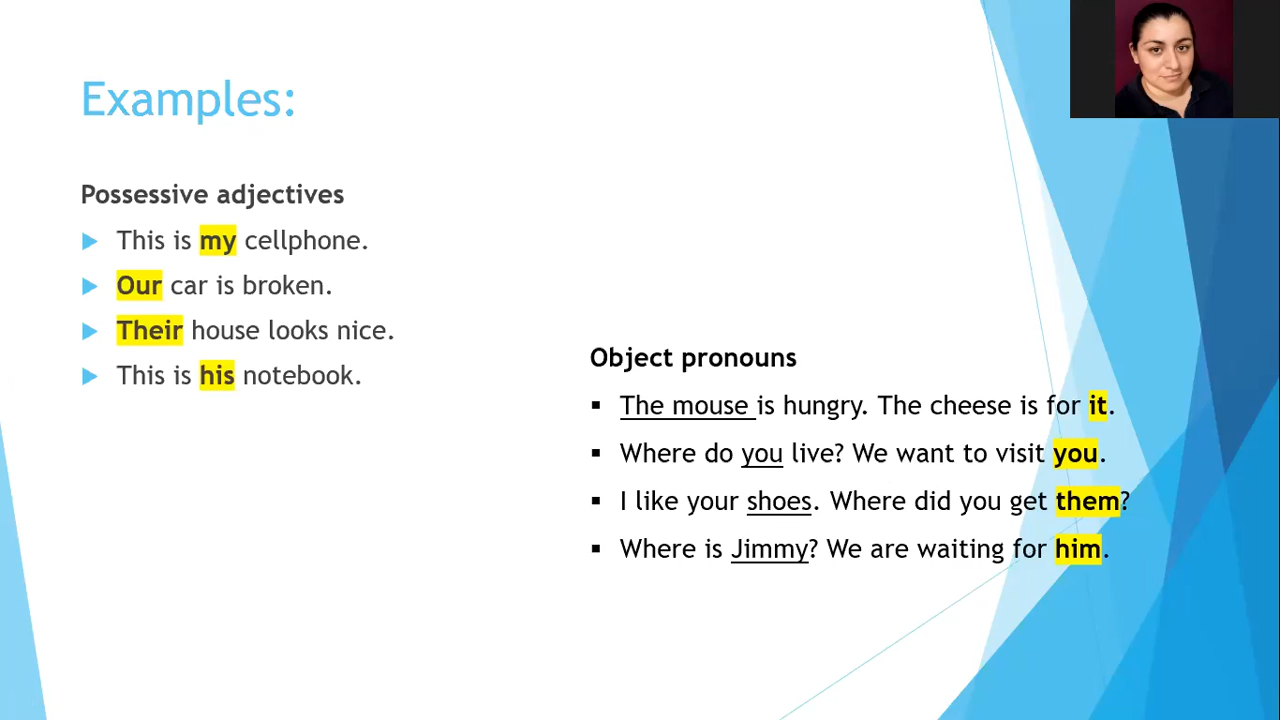 Examples:
Possessive adjectives
This is my cellphone.
Our car is broken.
Their house looks nice.
This is his notebook.
Object pronouns
The mouse is hungry. The cheese is for it.
Where do you live? We want to visit you.
I like your shoes. Where did you get them?
Where is Jimmy? We are waiting for him.